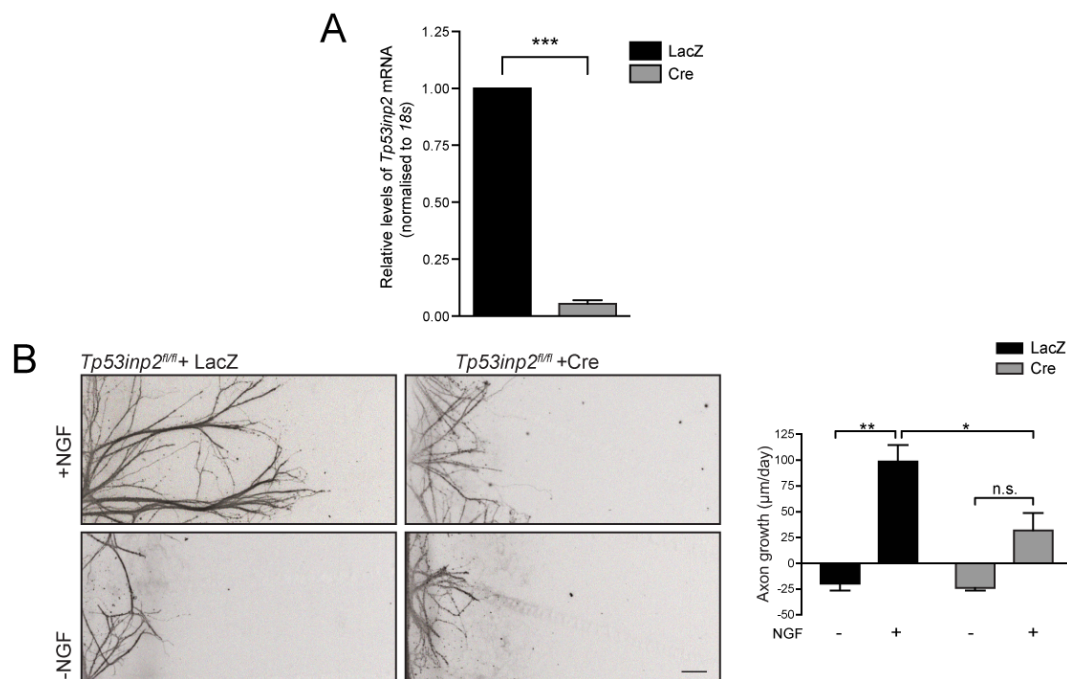 A
Relative levels of Tp53inp2 mRNA
(normalised to 18s)
1.25
1.00
0.75
0.50
0.25
0.00
***
LacZ
Cre
B
Tp53inp2fl/fl + LacZ
Tp53inp2fl/fl +Cre
+NGF
-NGF
LacZ
Cre
Axon growth (µm/day)
125
100
75
50
25
0
-25
-50
**
*
n.s.
NGF - + - +